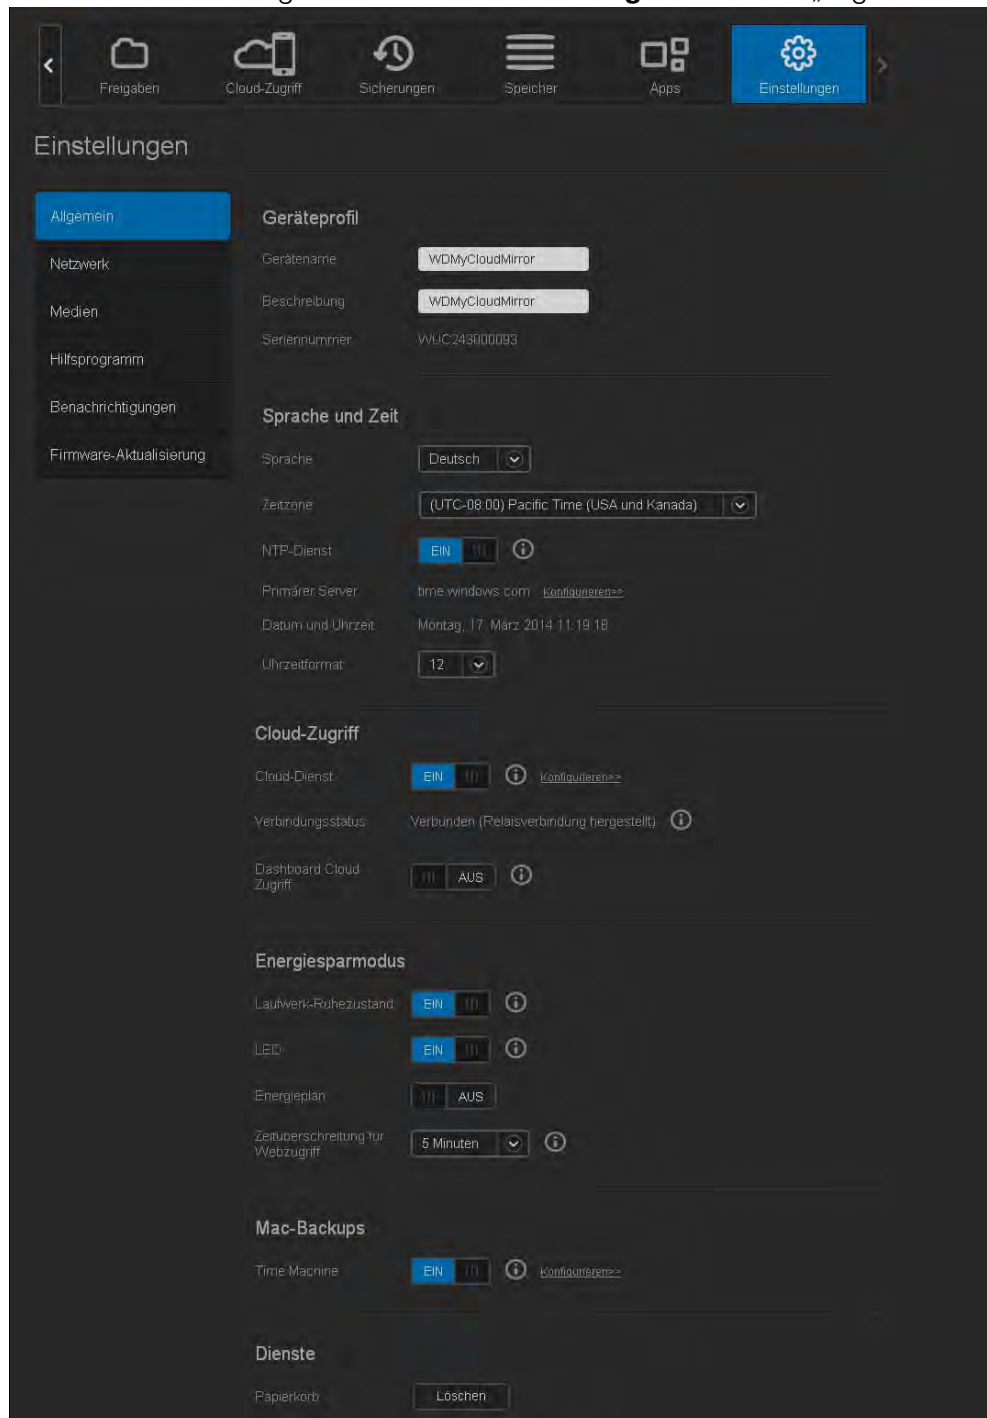 Freigaben Cloud-Zugriff Sicherungen Speicher Apps Einstellungen
Einstellungen
Allgemein
Netzwerk
Medien
Hilfsprogramm
Benachrichtigungen
Firmware-Aktualisierung
Geräteprofil
Gerätename WDMyCloudMirror
Beschreibung WDMyCloudMirror
Seriennummer WUC243000093
Sprache und Zeit
Sprache Deutsch
Zeitzone (UTC-08:00) Pacific Time (USA und Kanada)
NTP-Dienst EIN
Primärer Server time.windows.com Konfigurieren>>
Datum und Uhrzeit Montag, 17. März 2014 11:19:18
Uhrzeitformat 12
Cloud-Zugriff
Cloud-Dienst EIN Konfigurieren>>
Verbindungsstatus Verbunden (Relaisverbindung hergestellt)
Dashboard Cloud
Zugriff AUS
Energiesparmodus
Laufwerk-Ruhezustand EIN
LED EIN
Energieplan AUS
Zeitüberschreitung für
Webzugriff 5 Minuten
Mac-Backups
Time Machine EIN Konfigurieren>>
Dienste
Papierkorb Löschen